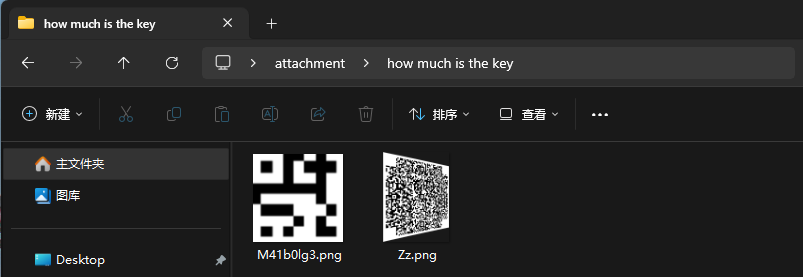 how much is the key
attachment
how much is the key
新建
排序
查看
主文件夹
图库
Desktop
M41b0lg3.png
Zz.png